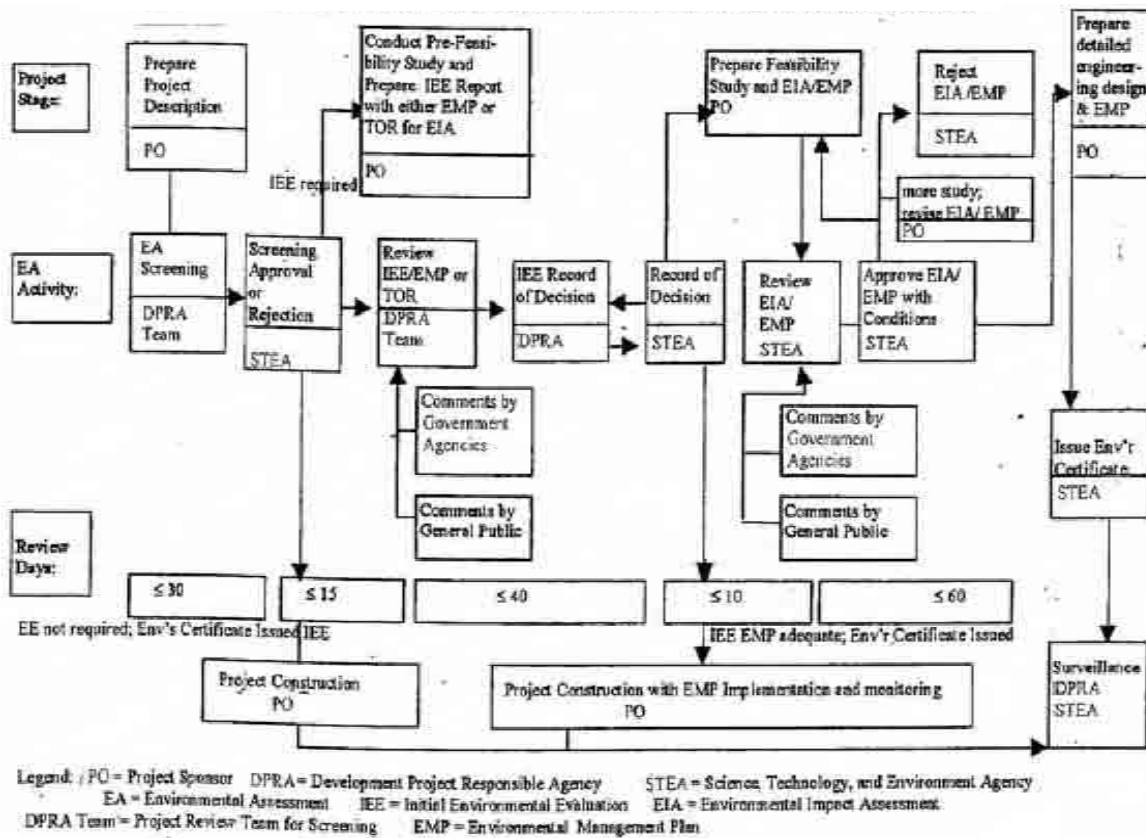 Project
Stage:
Prepare
Project
Description
PO
Conduct Pre-Feasi-
bility Study and
Prepare IEE Report
with either EMP or
TOR for EIA
PO
IEE required
Prepare Feasibility
Study and EIA/EMP
PO
Reject
EIA/EMP
STEA
Prepare
detailed
engineer-
ing design
& EMP
PO
more study;
revise EIA/EMP
PO
EA
Activity:
EA
Screening
DPRA
Team
Screening
Approval
or
Rejection
STEA
Review
IEE/EMP or
TOR
DPRA
Team
IEE Record
of Decision
DPRA
Record of
Decision
STEA
Review
EIA/
EMP
STEA
Approve EIA/
EMP with
Conditions
STEA
Comments by
Government
Agencies
Comments by
General Public
Comments by
Government
Agencies
Comments by
General Public
Issue Env'r
Certificate
STEA
Review
Days:
≤ 30
≤ 15
≤ 40
≤ 10
≤ 60
EE not required; Env's Certificate Issued IEE
IEE EMP adequate; Env'r Certificate Issued
Project Construction
PO
Project Construction with EMP Implementation and monitoring
PO
Surveillance
DPRA
STEA
Legend: / PO = Project Sponsor DPRA = Development Project Responsible Agency STEA = Science, Technology, and Environment Agency
EA = Environmental Assessment IEE = Initial Environmental Evaluation EIA = Environmental Impact Assessment
DPRA Team = Project Review Team for Screening EMP = Environmental Management Plan